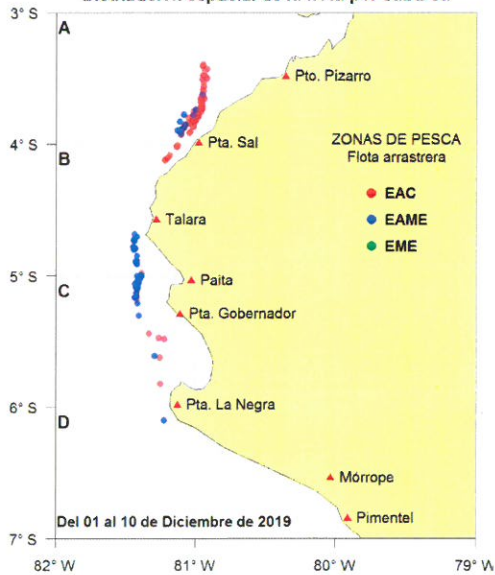 3° S
A
Pto. Pizarro
4° S
Pta. Sal
B
ZONAS DE PESCA
Flota arrastrera
EAC
EAME
EME
Talara
5° S
C
Paita
Pta. Gobernador
6° S
D
Pta. La Negra
Mórrope
Del 01 al 10 de Diciembre de 2019
Pimentel
7° S
82° W
81° W
80° W
79° W